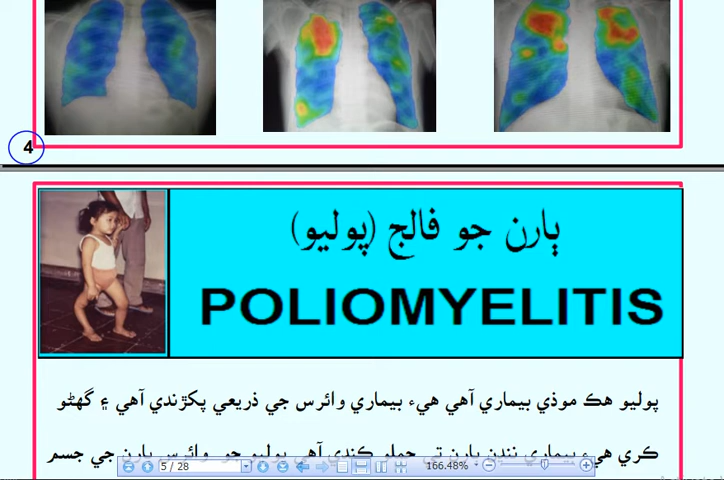 4
ٻارن جو فالج (پوليو)
POLIOMYELITIS
پوليو هڪ موذي بيماري آهي هيء بيماري وائرس جي ذريعي پکڙندي آهي ۽ گھڻو
ڪري هيء بيماري ننڍن ٻارن تي حملو ڪندي آهي پوليو جو وائرس ٻارن جي جسم
5 / 28
166.48%